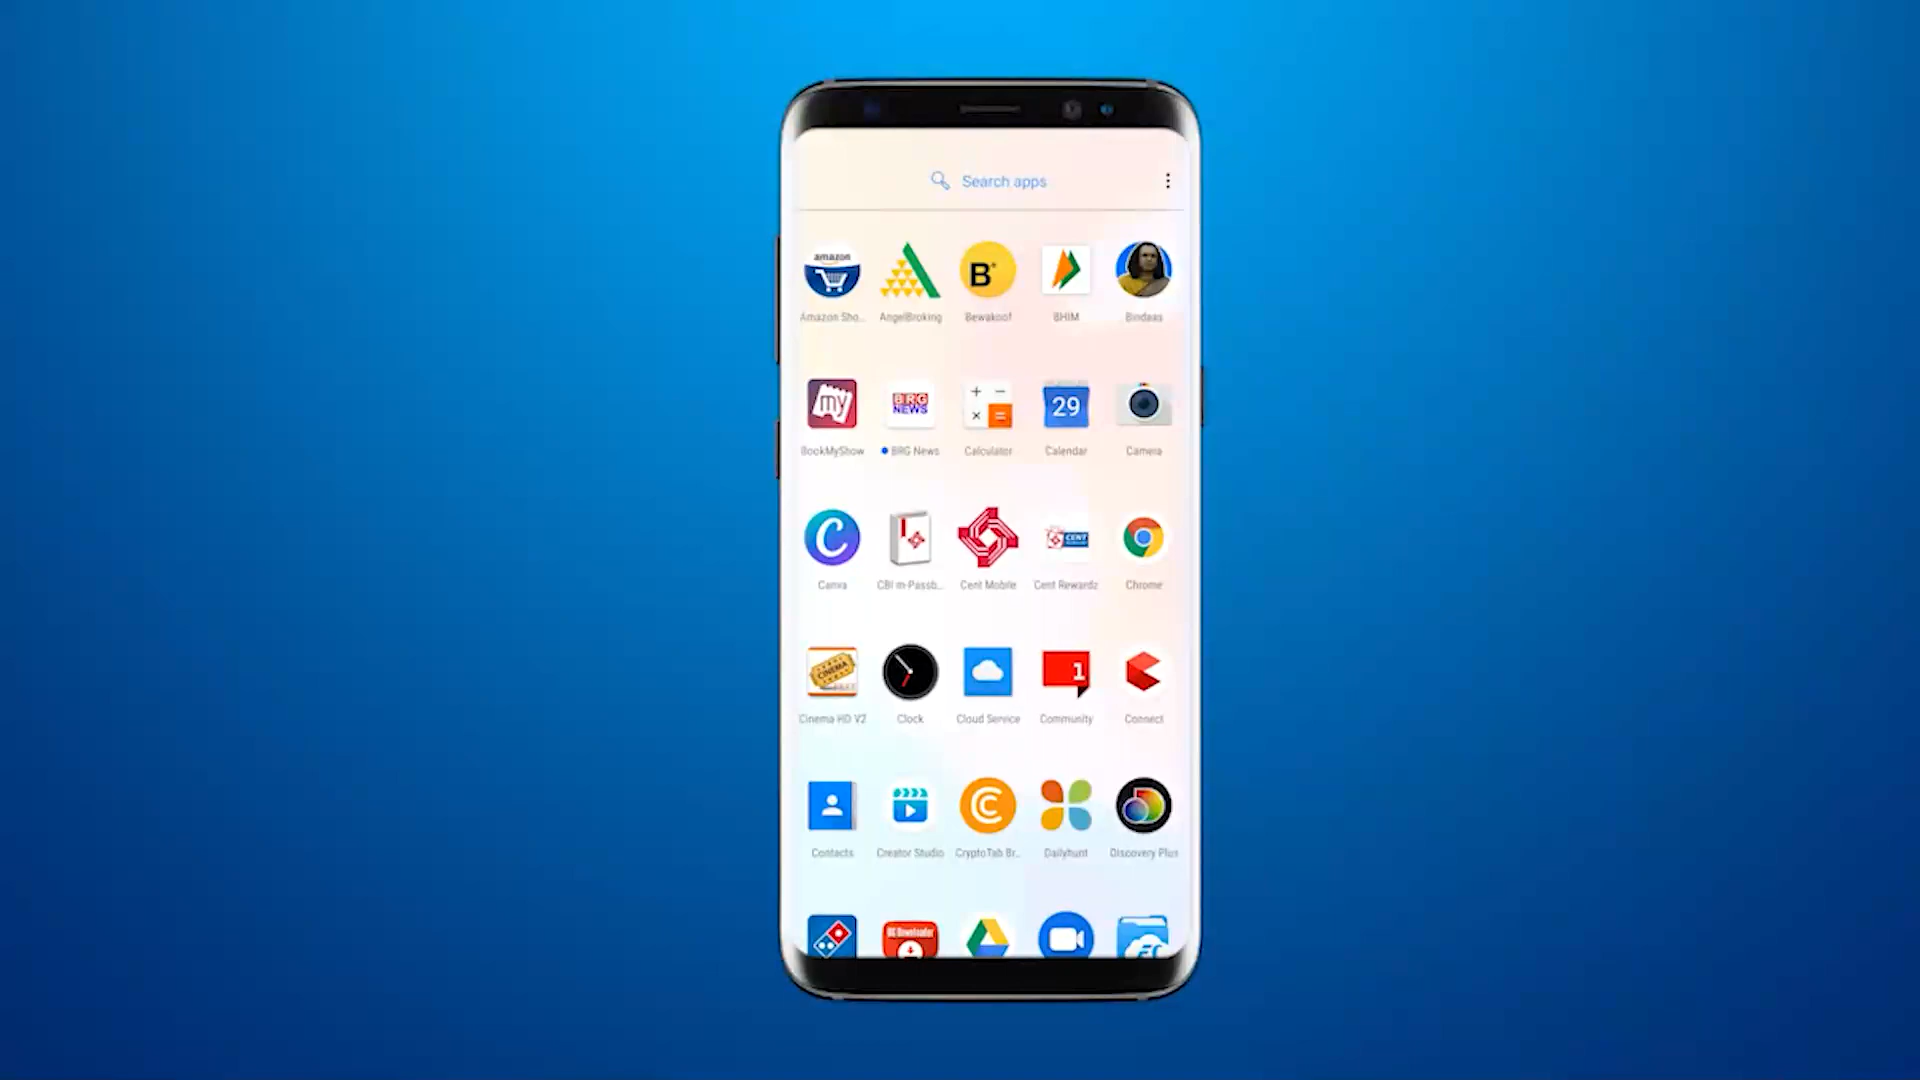 Search apps
amazon
B
Amazon Sho...
AngelBroking
Bewakoof
BHIM
Bindaas
my
BRG
NEWS
29
BookMyShow
BRG News
Calculator
Calendar
Camera
C
CENT
Canva
CBI m-Passb...
Cent Mobile
Cent Rewardz
Chrome
CINEMA
1
Cinema HD V2
Clock
Cloud Service
Community
Connect
Contacts
Creator Studio
CryptoTab Br...
Dailyhunt
Discovery Plus
DG Downloader